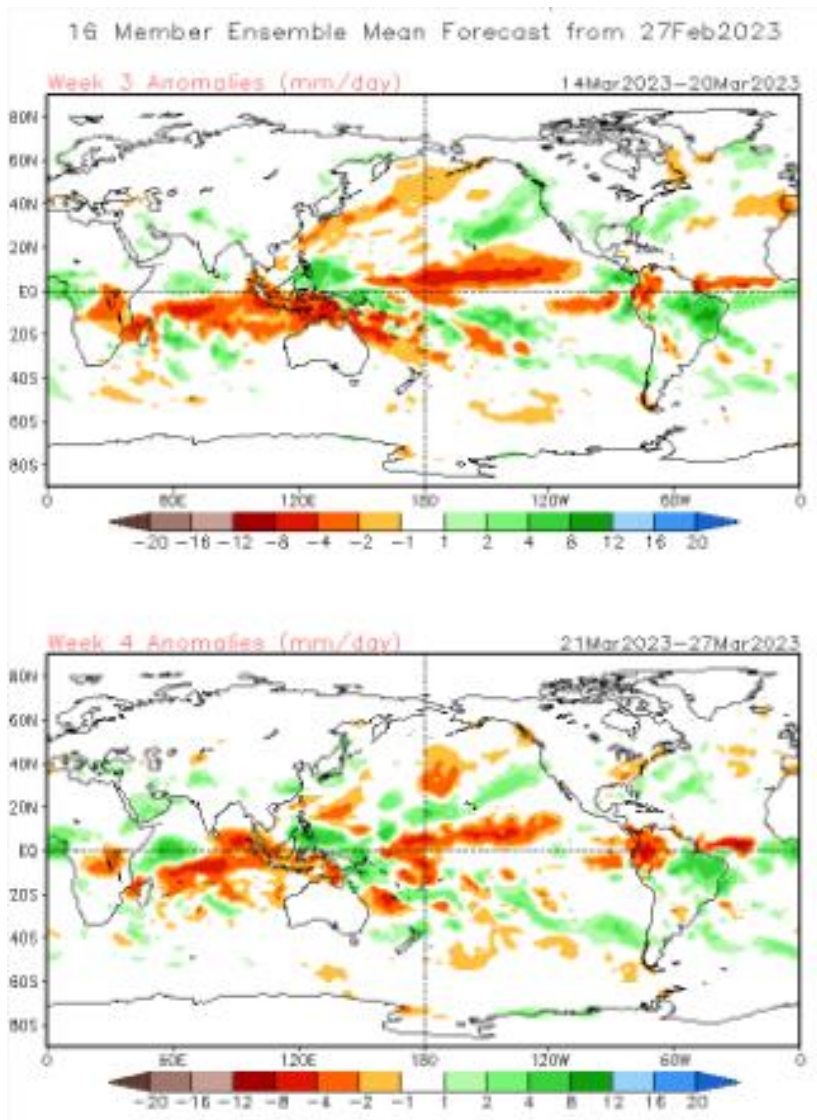 16 Member Ensemble Mean Forecast from 27Feb2023
Week 3 Anomalies (mm/day) 14Mar2023-20Mar2023
80N
60N
40N
20N
EQ
20S
40S
60S
80S
0 60E 120E 180 120W 60W 0
-20 -16 -12 -8 -4 -2 -1 1 2 4 8 12 16 20
Week 4 Anomalies (mm/day) 21Mar2023-27Mar2023
80N
60N
40N
20N
EQ
20S
40S
60S
80S
0 60E 120E 180 120W 60W 0
-20 -16 -12 -8 -4 -2 -1 1 2 4 8 12 16 20